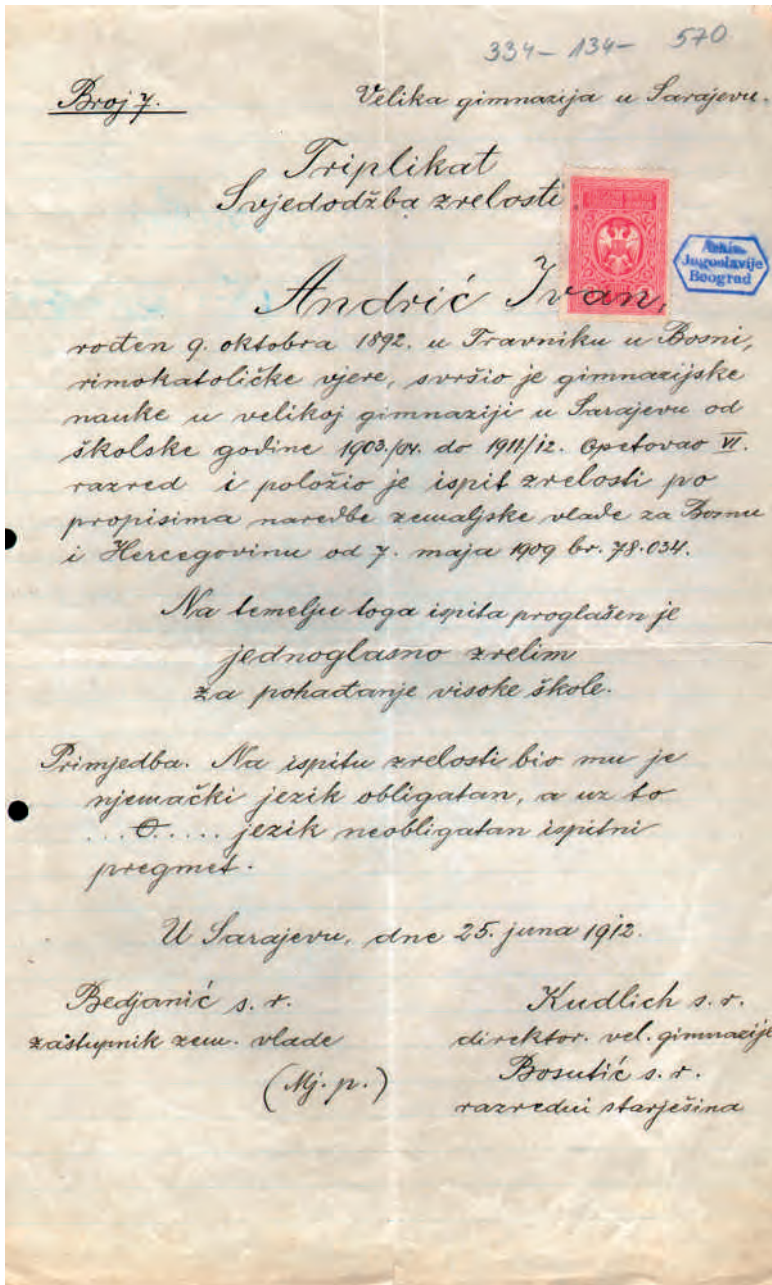 334-134- 570
Broj 7.
Velika gimnazija u Sarajevu.
Triplikat
Svjedodžba zrelosti
Arhiv
Jugoslavije
Beograd
Andrić Ivan,
rođen 9. oktobra 1892. u Travniku u Bosni,
rimokatoličke vjere, svršio je gimnazijske
nauke u velikoj gimnaziji u Sarajevu od
školske godine 1903./04. do 1911/12. Opetovao VI.
razred i položio je ispit zrelosti po
propisima naredbe zemaljske vlade za Bosnu
i Hercegovinu od 7. maja 1909 br. 78.034.
Na temelju toga ispita proglašen je
jednoglasno zrelim
za pohađanje visoke škole.
Primjedba. Na ispitu zrelosti bio mu je
njemački jezik obligatan, a uz to
. . . 0. . . . . jezik neobligatan ispitni
pregmet.
U Sarajevu, dne 25. juna 1912.
Bedjanić s. r.
zastupnik zem. vlade
(Mj. p.)
Kudlich s. r.
direktor. vel. gimnazije
Bosutić s. r.
razredni starješina